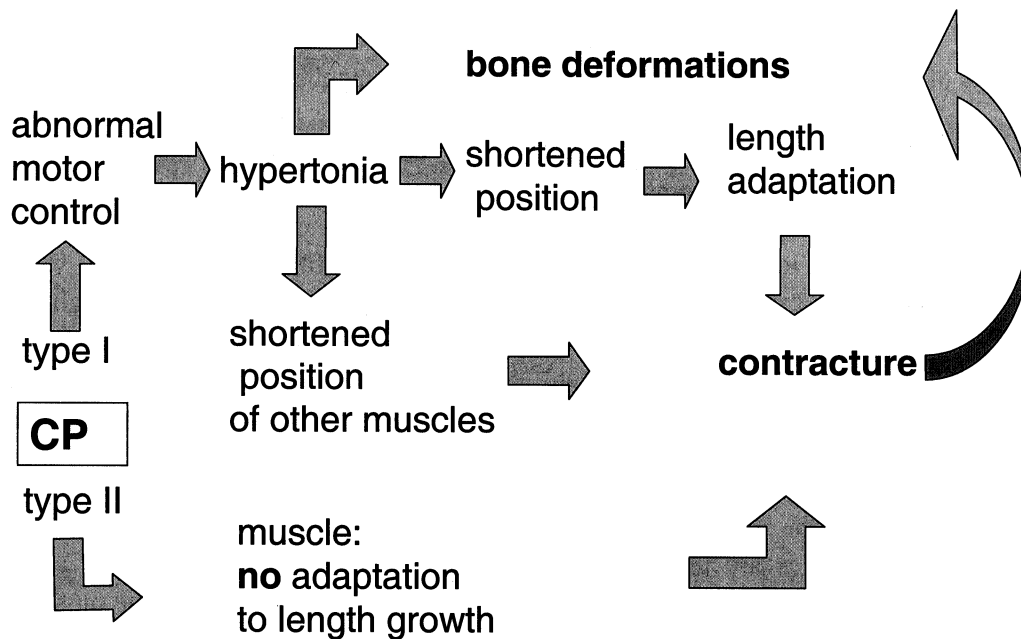 bone deformations
abnormal
motor
control
hypertonia
shortened
position
length
adaptation
type I
shortened
position
of other muscles
contracture
CP
type II
muscle:
no adaptation
to length growth